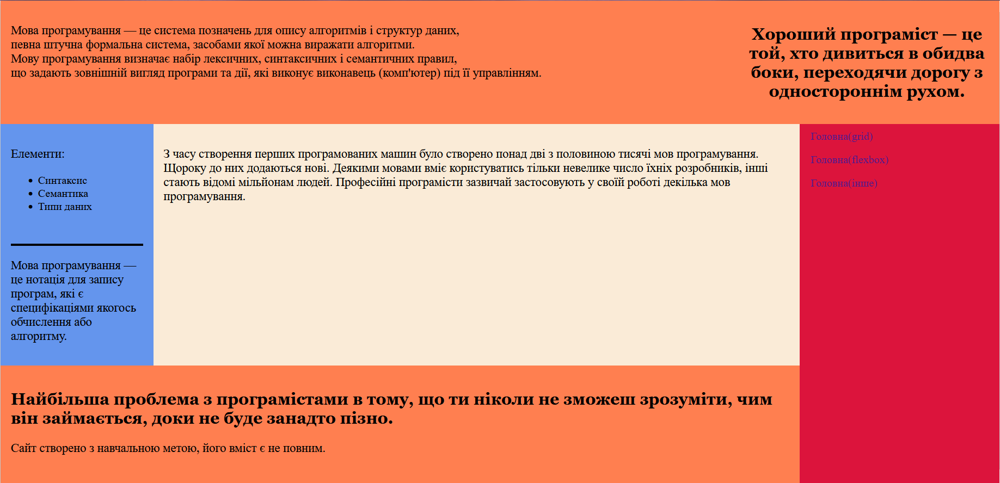 Мова програмування — це система позначень для опису алгоритмів і структур даних,
певна штучна формальна система, засобами якої можна виражати алгоритми.
Мову програмування визначає набір лексичних, синтаксичних і семантичних правил,
що задають зовнішній вигляд програми та дії, які виконує виконавець (комп'ютер) під її управлінням.
Хороший програміст — це
той, хто дивиться в обидва
боки, переходячи дорогу з
одностороннім рухом.
Елементи:
Синтаксис
Семантика
Типи даних
Мова програмування —
це нотація для запису
програм, які є
специфікаціями якогось
обчислення або
алгоритму.
З часу створення перших програмованих машин було створено понад дві з половиною тисячі мов програмування.
Щороку до них додаються нові. Деякими мовами вміє користуватись тільки невелике число їхніх розробників, інші
стають відомі мільйонам людей. Професійні програмісти зазвичай застосовують у своїй роботі декілька мов
програмування.
Головна(grid)
Головна(flexbox)
Головна(інше)
Найбільша проблема з програмістами в тому, що ти ніколи не зможеш зрозуміти, чим
він займається, доки не буде занадто пізно.
Сайт створено з навчальною метою, його вміст є не повним.